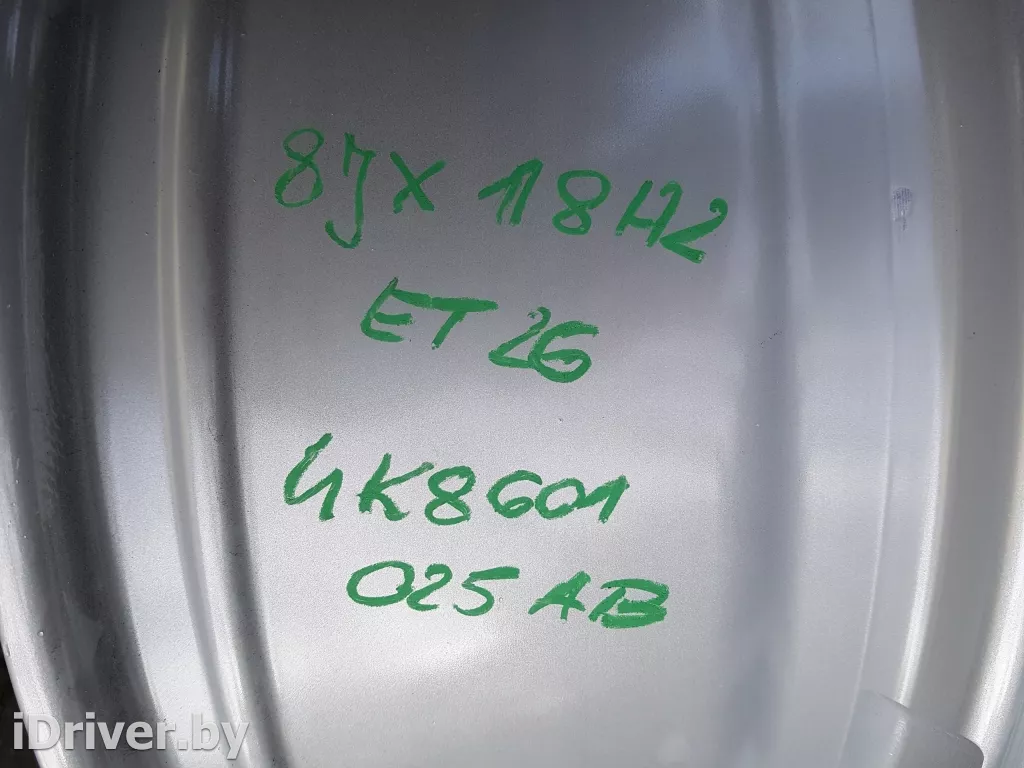 8JX 18H2
ET 26
4K8601
025 AB
iDriver.by